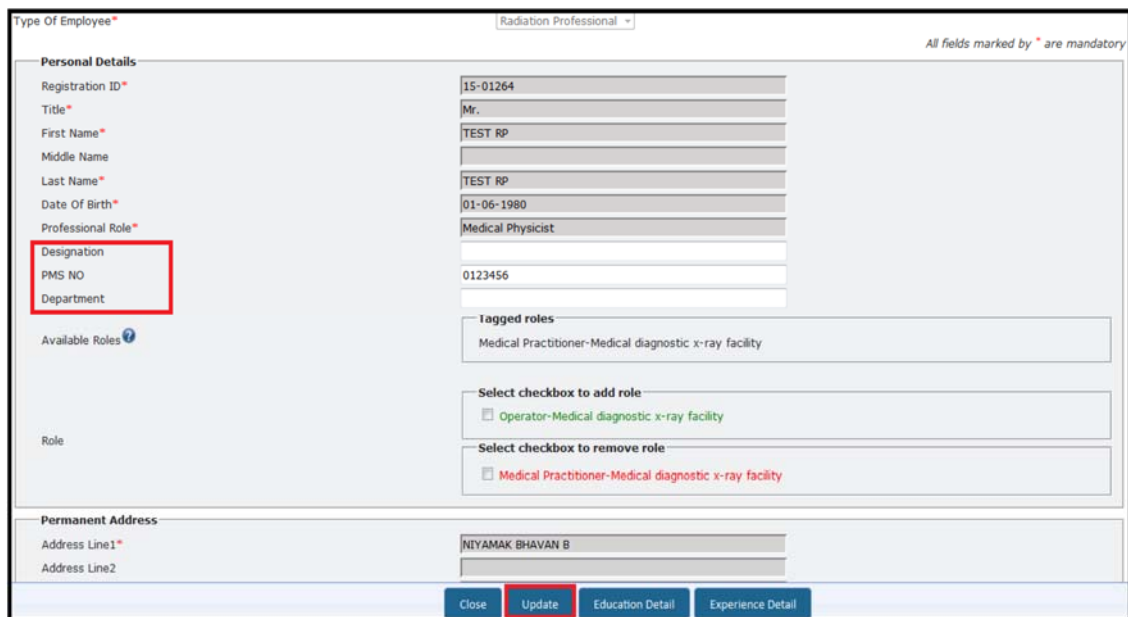 Type Of Employee* Radiation Professional
All fields marked by * are mandatory
Personal Details
Registration ID* 15-01264
Title* Mr.
First Name* TEST RP
Middle Name
Last Name* TEST RP
Date Of Birth* 01-06-1980
Professional Role* Medical Physicist
Designation
PMS NO 0123456
Department
Tagged roles
Available Roles ? Medical Practitioner-Medical diagnostic x-ray facility
Select checkbox to add role
Operator-Medical diagnostic x-ray facility
Role
Select checkbox to remove role
Medical Practitioner-Medical diagnostic x-ray facility
Permanent Address
Address Line1* NIYAMAK BHAVAN B
Address Line2
Close Update Education Detail Experience Detail